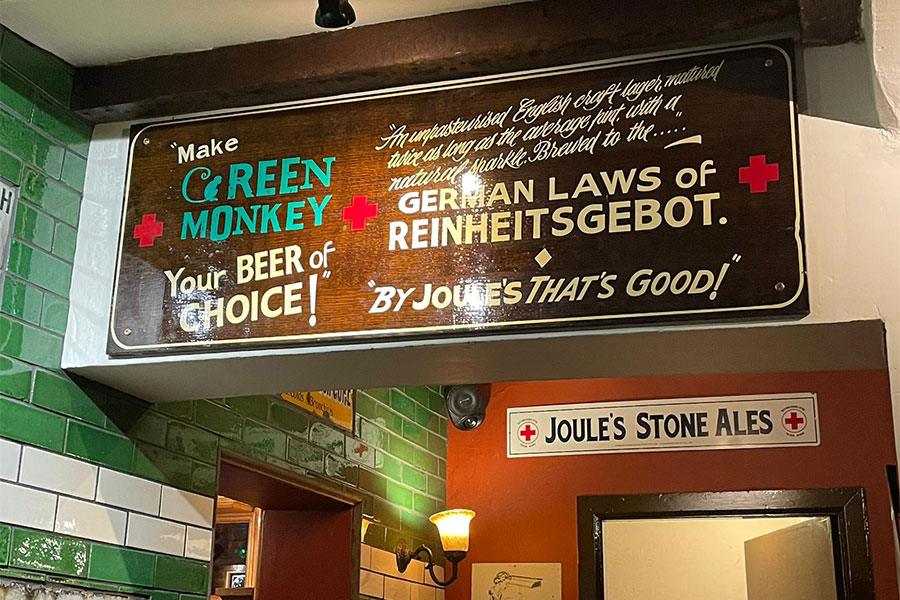 "Make
GREEN
MONKEY
Your BEER of
CHOICE!"
"An unpasteurised English craft lager, matured
twice as long as the average pint with a
natural sparkle. Brewed to the....."
GERMAN LAWS of
REINHEITSGEBOT.
"BY JOULE'S THAT'S GOOD!"
H
JOULE'S STONE ALES